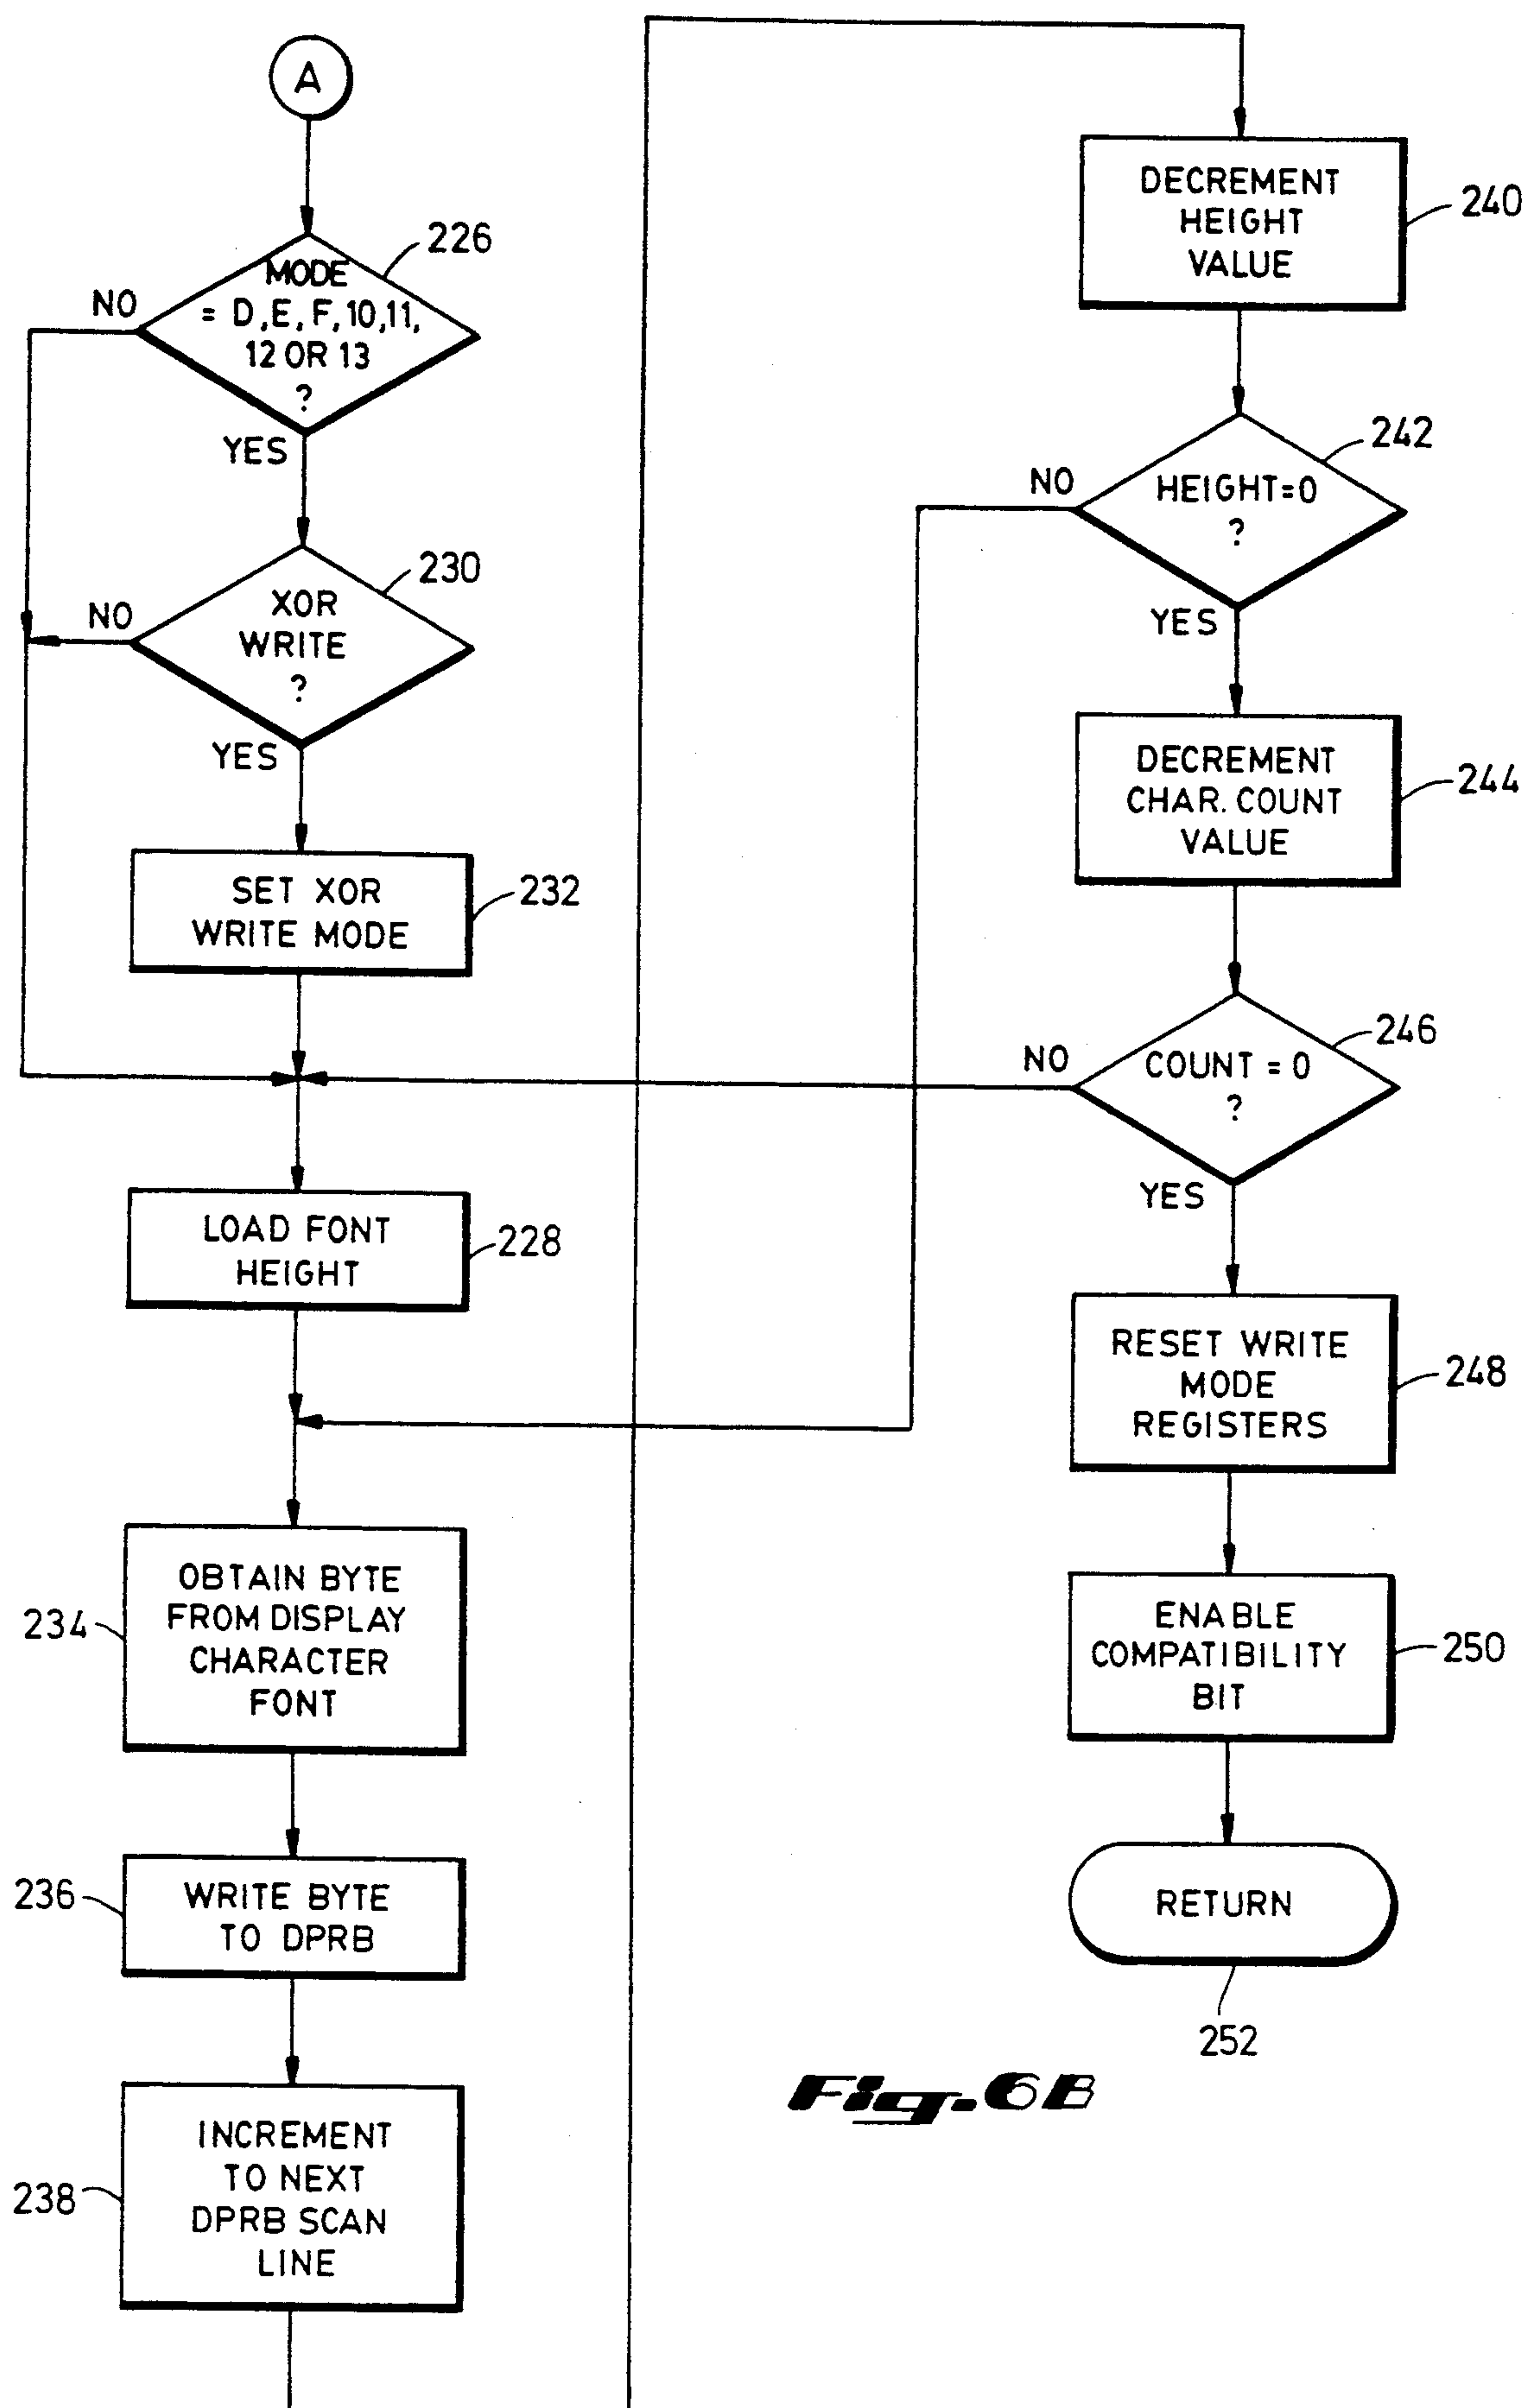 A
226
MODE
= D,E,F,10,11,
12 OR 13
?
NO
YES
230
XOR
WRITE
?
NO
YES
SET XOR
WRITE MODE
232
LOAD FONT
HEIGHT
228
OBTAIN BYTE
FROM DISPLAY
CHARACTER
FONT
234
WRITE BYTE
TO DPRB
236
INCREMENT
TO NEXT
DPRB SCAN
LINE
238
DECREMENT
HEIGHT
VALUE
240
242
HEIGHT=0
?
NO
YES
DECREMENT
CHAR. COUNT
VALUE
244
246
COUNT = 0
?
NO
YES
RESET WRITE
MODE
REGISTERS
248
ENABLE
COMPATIBILITY
BIT
250
RETURN
252
Fig. 6B